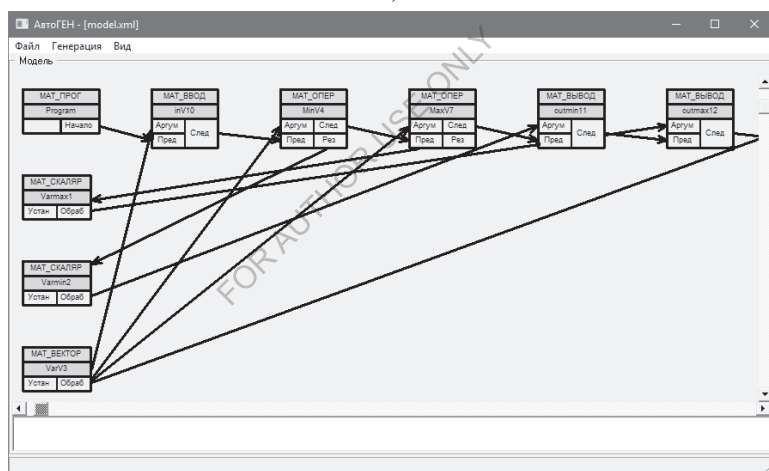 АвтоГЕН - [model.xml]
Файл Генерация Вид
Модель
МАТ_ПРОГ МАТ_ВВОД МАТ_ОПЕР МАТ_ОПЕР МАТ_ВЫВОД МАТ_ВЫВОД
Program inV10 MinV4 MaxV7 outmin11 outmax12
Начало Аргум След Аргум След Аргум След Аргум След Аргум След
Пред Пред Рез Пред Рез Пред Пред
МАТ_СКАЛЯР
Varmax1
Устан Обраб
МАТ_СКАЛЯР
Varmin2
Устан Обраб
МАТ_ВЕКТОР
VarV3
Устан Обраб
FOR AUTHOR USE ONLY